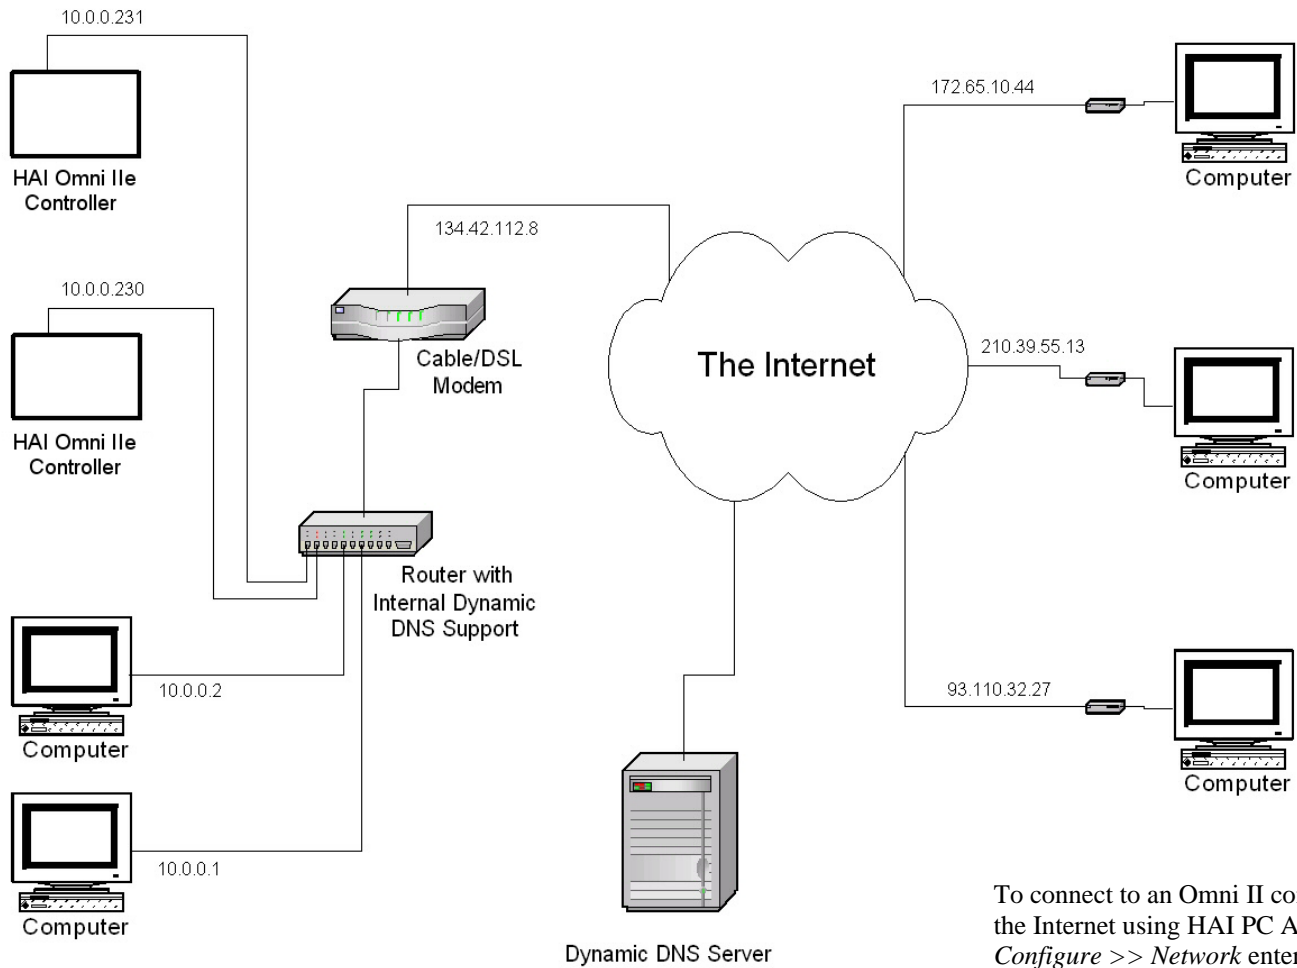 10.0.0.231
HAI Omni IIe
Controller
10.0.0.230
HAI Omni IIe
Controller
134.42.112.8
Cable/DSL
Modem
Router with
Internal Dynamic
DNS Support
10.0.0.2
Computer
10.0.0.1
Computer
The Internet
Dynamic DNS Server
172.65.10.44
Computer
210.39.55.13
Computer
93.110.32.27
Computer
To connect to an Omni II
the Internet using HAI PC
Configure >> Network enter